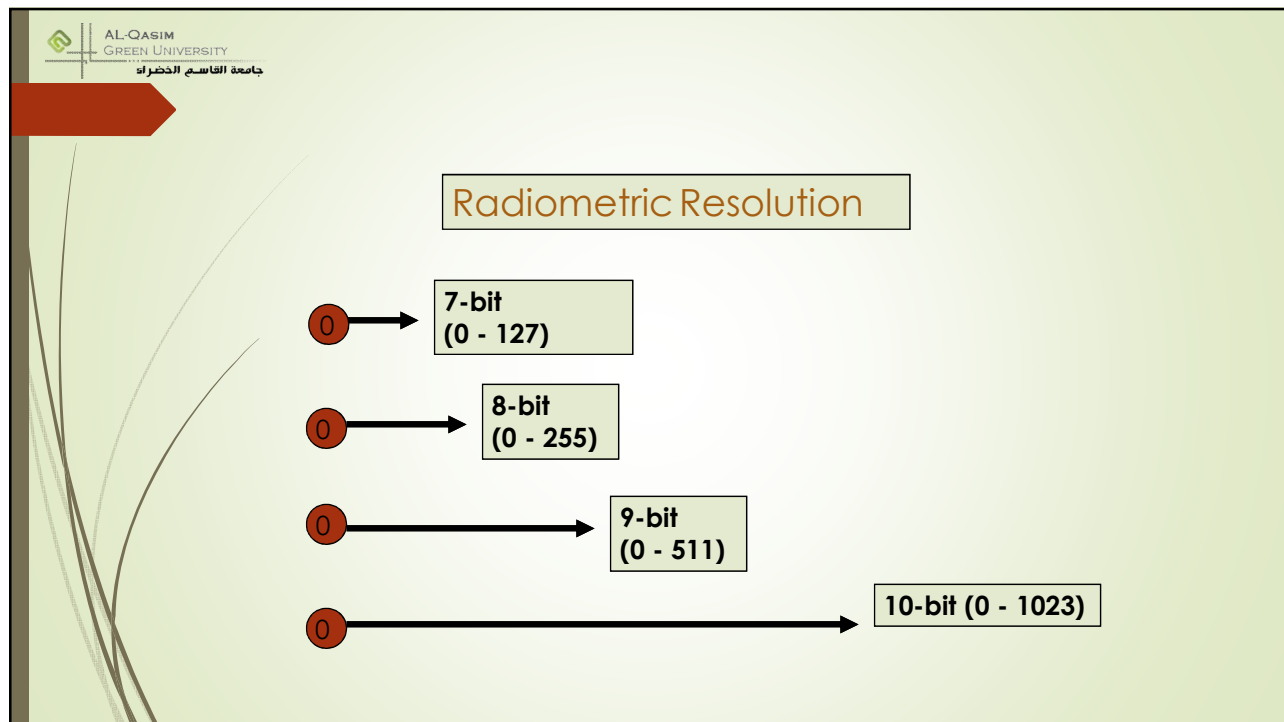 AL-QASIM
GREEN UNIVERSITY
جامعة القاسم الخضراء
Radiometric Resolution
0
7-bit
(0 - 127)
0
8-bit
(0 - 255)
0
9-bit
(0 - 511)
0
10-bit (0 - 1023)